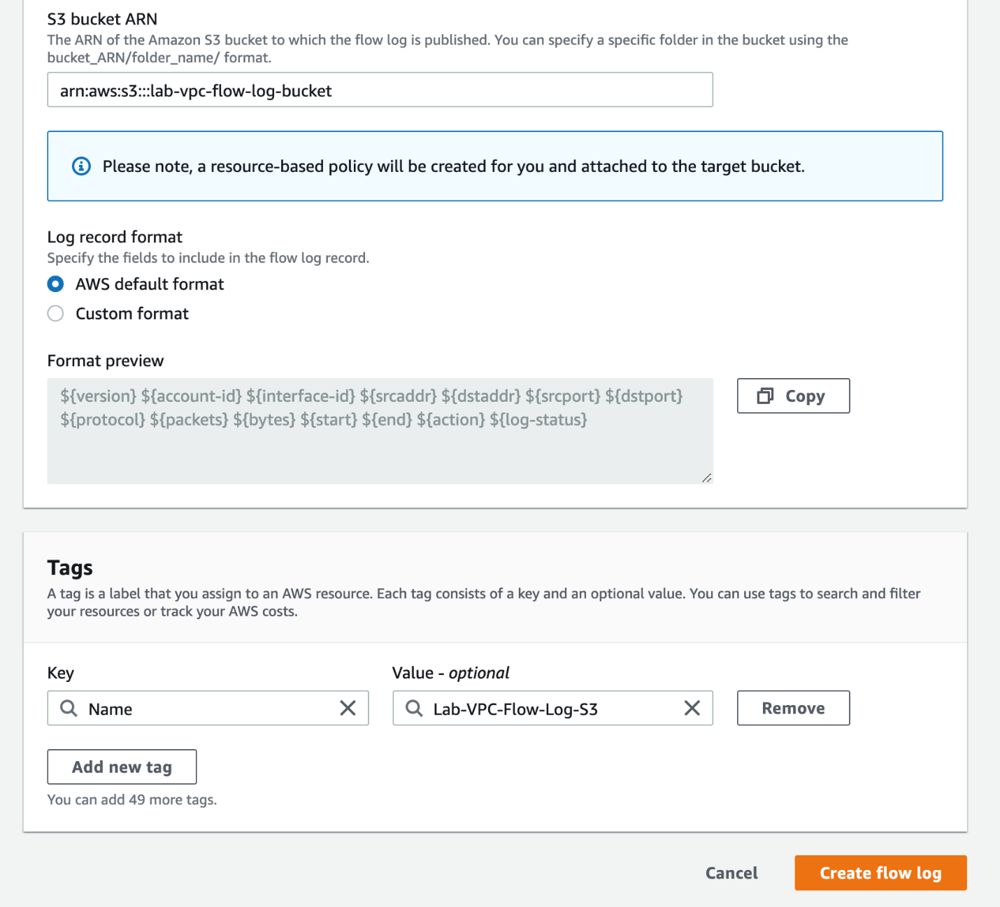 S3 bucket ARN
The ARN of the Amazon S3 bucket to which the flow log is published. You can specify a specific folder in the bucket using the
bucket_ARN/folder_name/ format.
arn:aws:s3:::lab-vpc-flow-log-bucket
Please note, a resource-based policy will be created for you and attached to the target bucket.
Log record format
Specify the fields to include in the flow log record.
AWS default format
Custom format
Format preview
${version} ${account-id} ${interface-id} ${srcaddr} ${dstaddr} ${srcport} ${dstport}
${protocol} ${packets} ${bytes} ${start} ${end} ${action} ${log-status}
Copy
Tags
A tag is a label that you assign to an AWS resource. Each tag consists of a key and an optional value. You can use tags to search and filter
your resources or track your AWS costs.
Key
Value - optional
Name
Lab-VPC-Flow-Log-S3
Remove
Add new tag
You can add 49 more tags.
Cancel
Create flow log